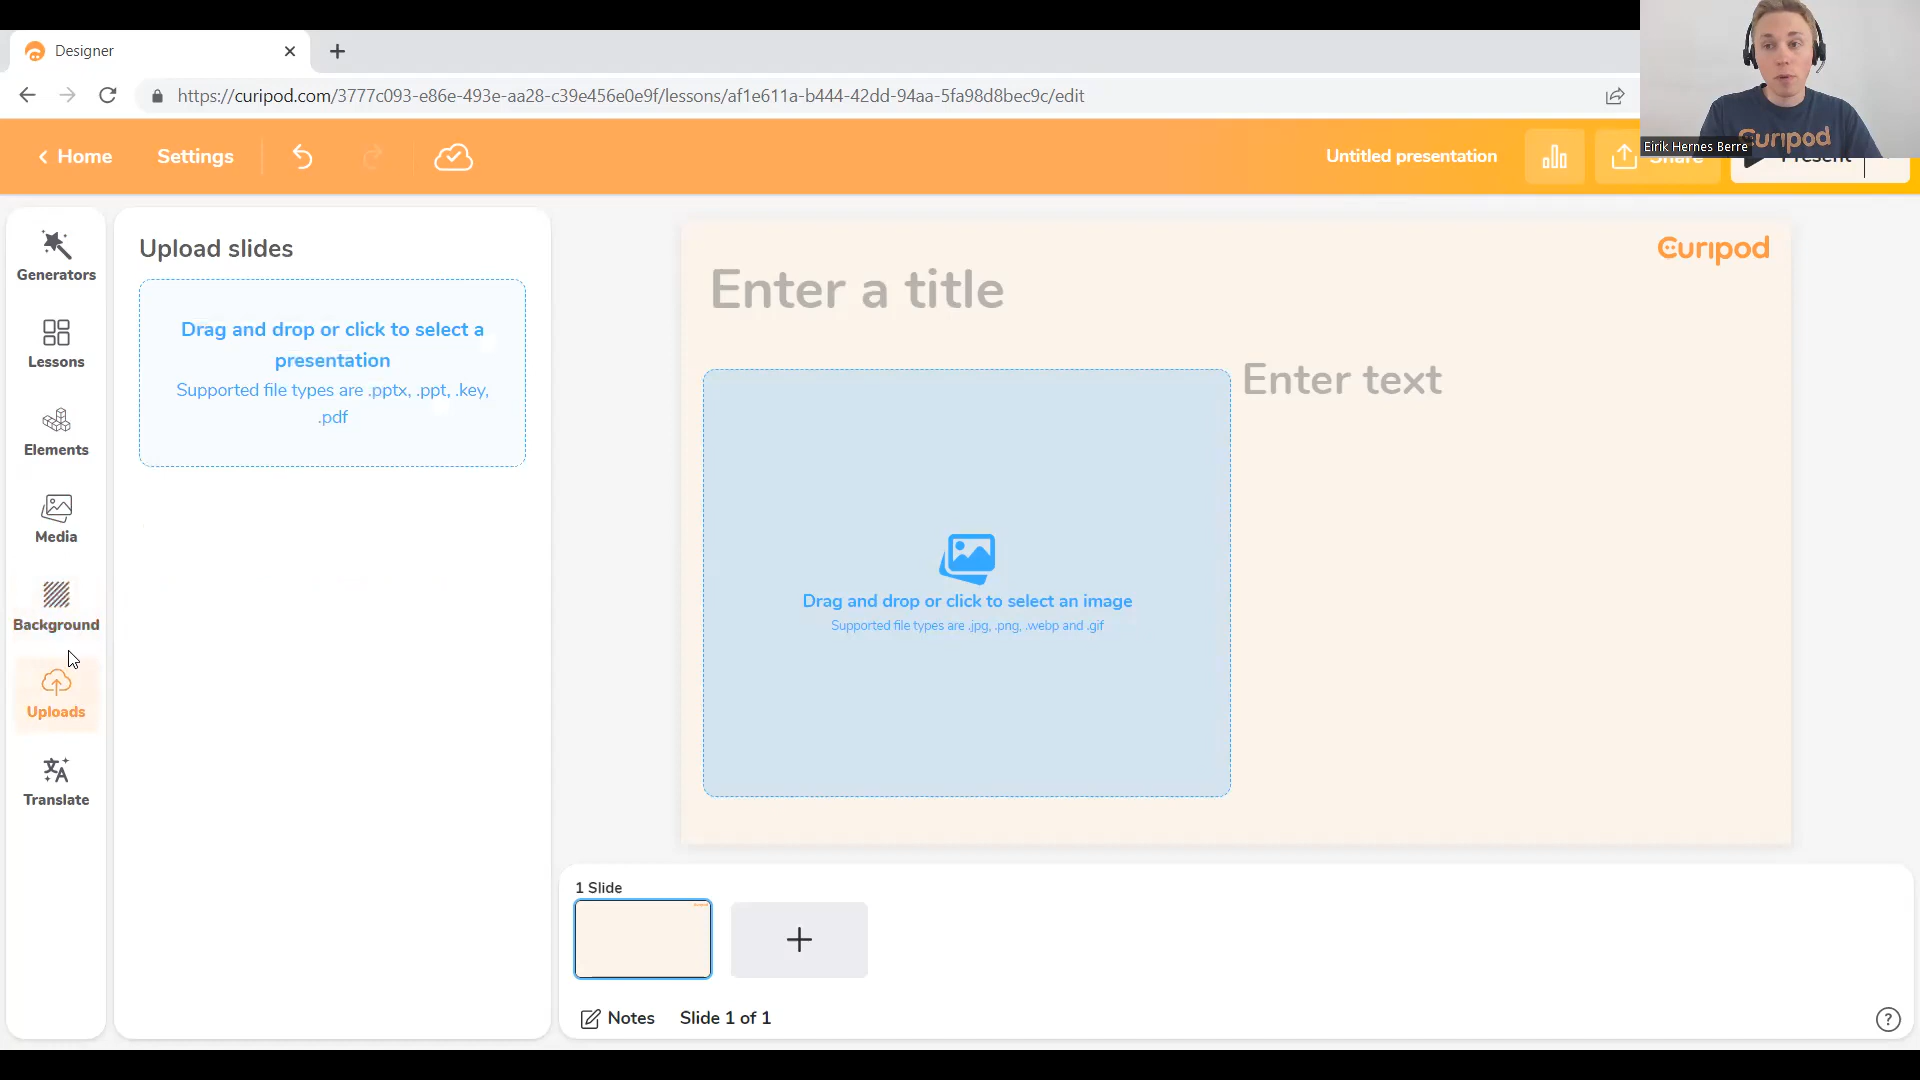 Designer
https://curipod.com/3777c093-e86e-493e-aa28-c39e456e0e9f/lessons/af1e611a-b444-42dd-94aa-5fa98d8bec9c/edit
Home
Settings
Untitled presentation
Share
Present
Curipod
Eirik Hernes Berre
Generators
Lessons
Elements
Media
Background
Uploads
Translate
Upload slides
Drag and drop or click to select a
presentation
Supported file types are .pptx, .ppt, .key,
.pdf
Curipod
Enter a title
Enter text
Drag and drop or click to select an image
Supported file types are .jpg, .png, .webp and .gif
1 Slide
Notes
Slide 1 of 1